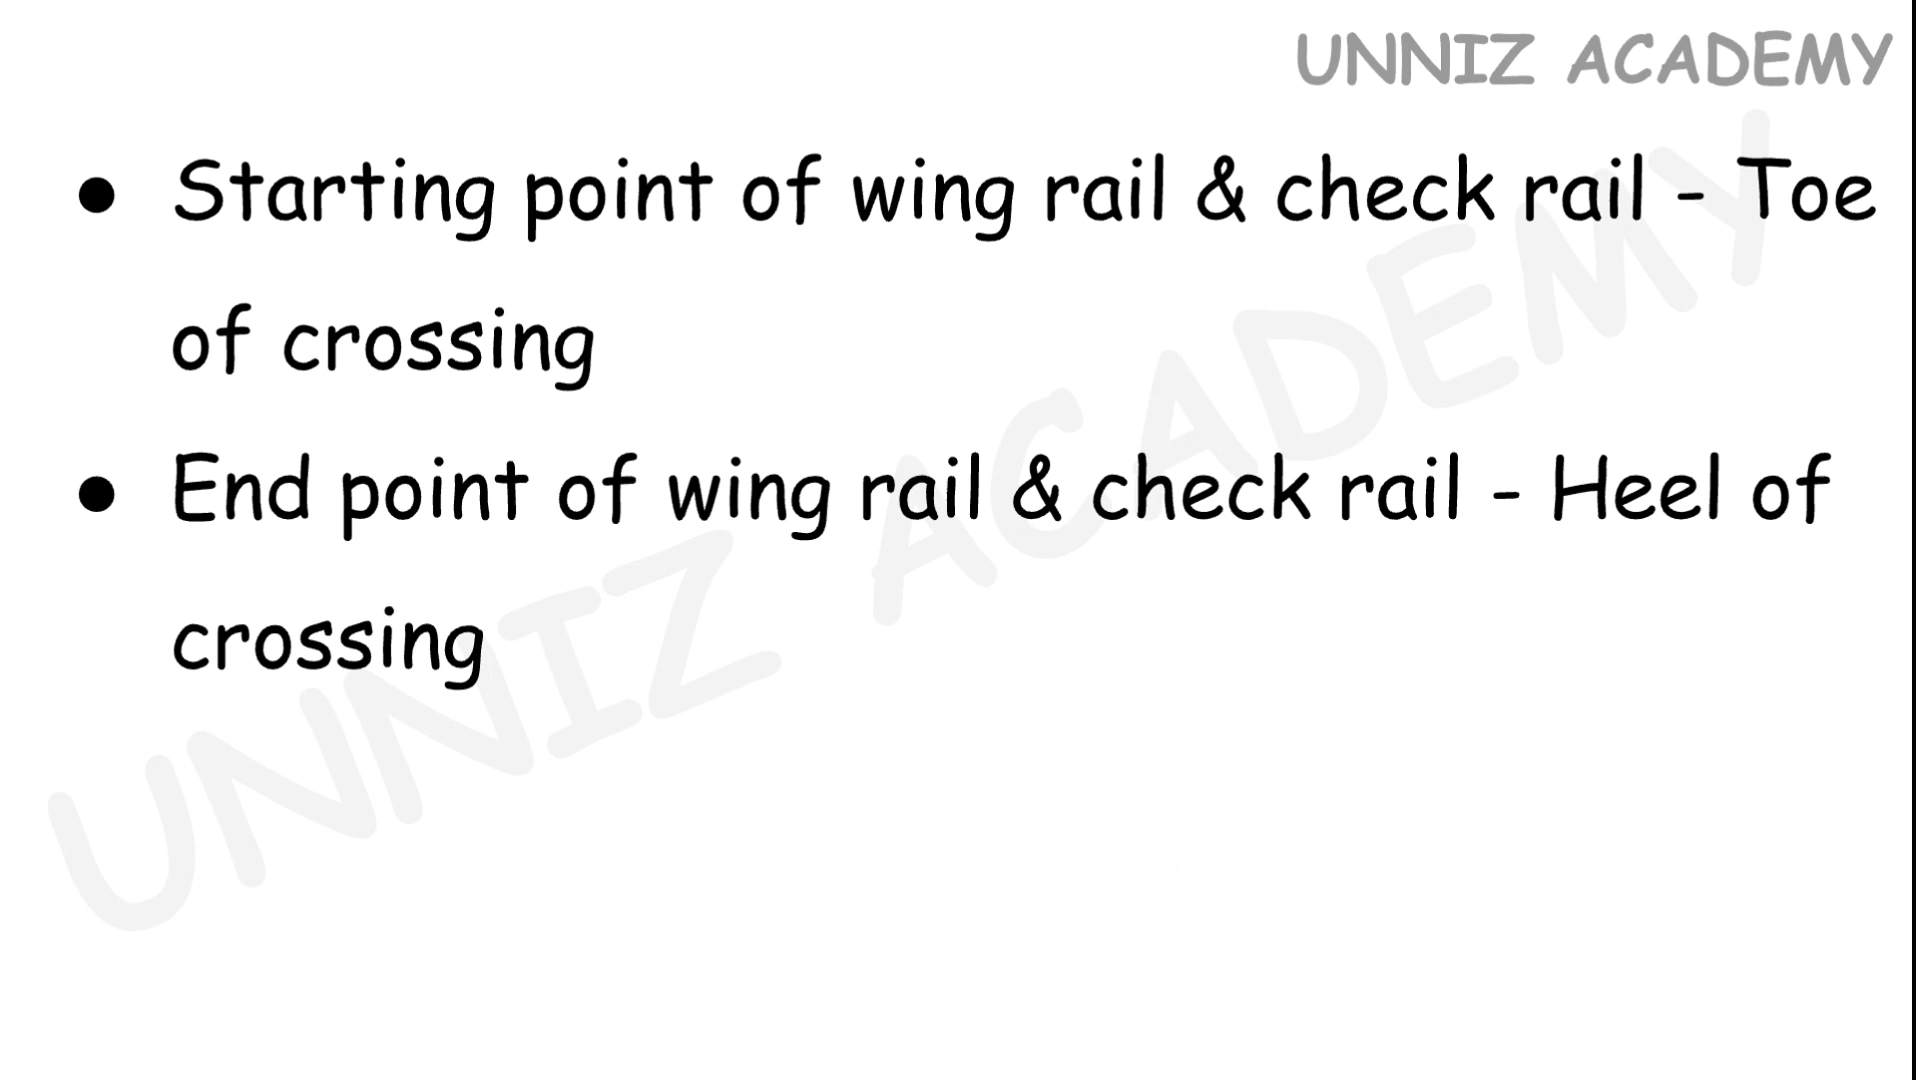 UNNIZ ACADEMY
● Starting point of wing rail & check rail - Toe
of crossing
● End point of wing rail & check rail - Heel of
crossing
UNNIZ ACADEMY